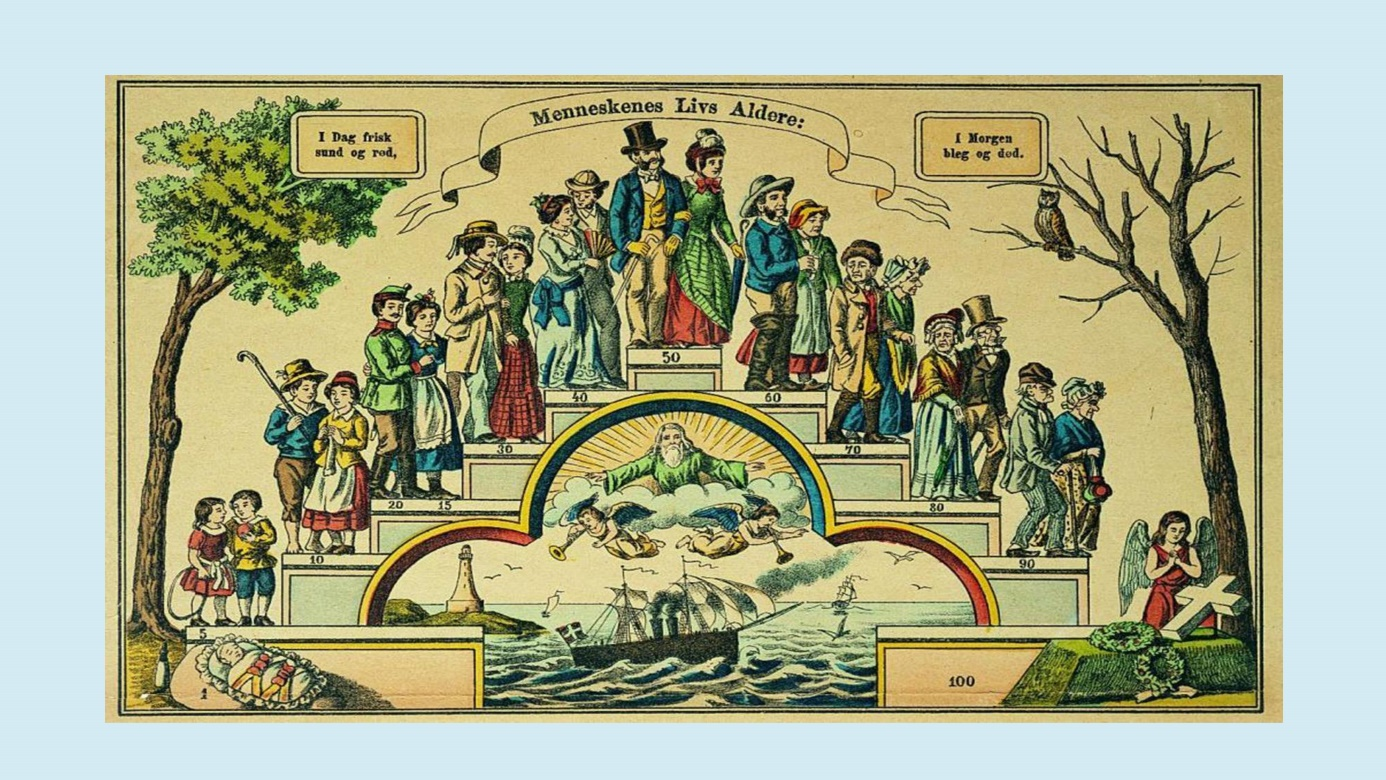 Menneskenes Livs Aldere:
I Dag frisk
sund og rød,
I Morgen
bleg og død.
50
40
60
30
70
20 15
80
10
90
5
1
100